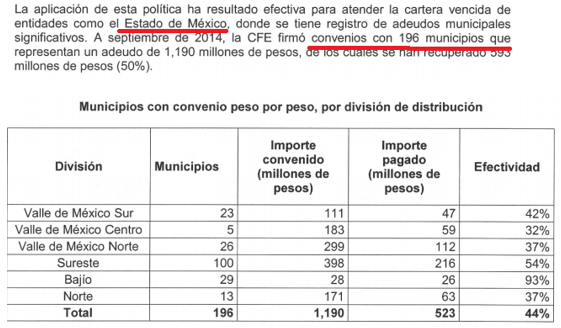 La aplicación de esta política ha resultado efectiva para atender la cartera vencida de
entidades como el Estado de México, donde se tiene registro de adeudos municipales
significativos. A septiembre de 2014, la CFE firmó convenios con 196 municipios que
representan un adeudo de 1,190 millones de pesos, de los cuales se han recuperado 593
millones de pesos (50%).
Municipios con convenio peso por peso, por división de distribución
División Municipios Importe convenido (millones de pesos) Importe pagado (millones de pesos) Efectividad
Valle de México Sur 23 111 47 42%
Valle de México Centro 5 183 59 32%
Valle de México Norte 26 299 112 37%
Sureste 100 398 216 54%
Bajío 29 28 26 93%
Norte 13 171 63 37%
Total 196 1,190 523 44%